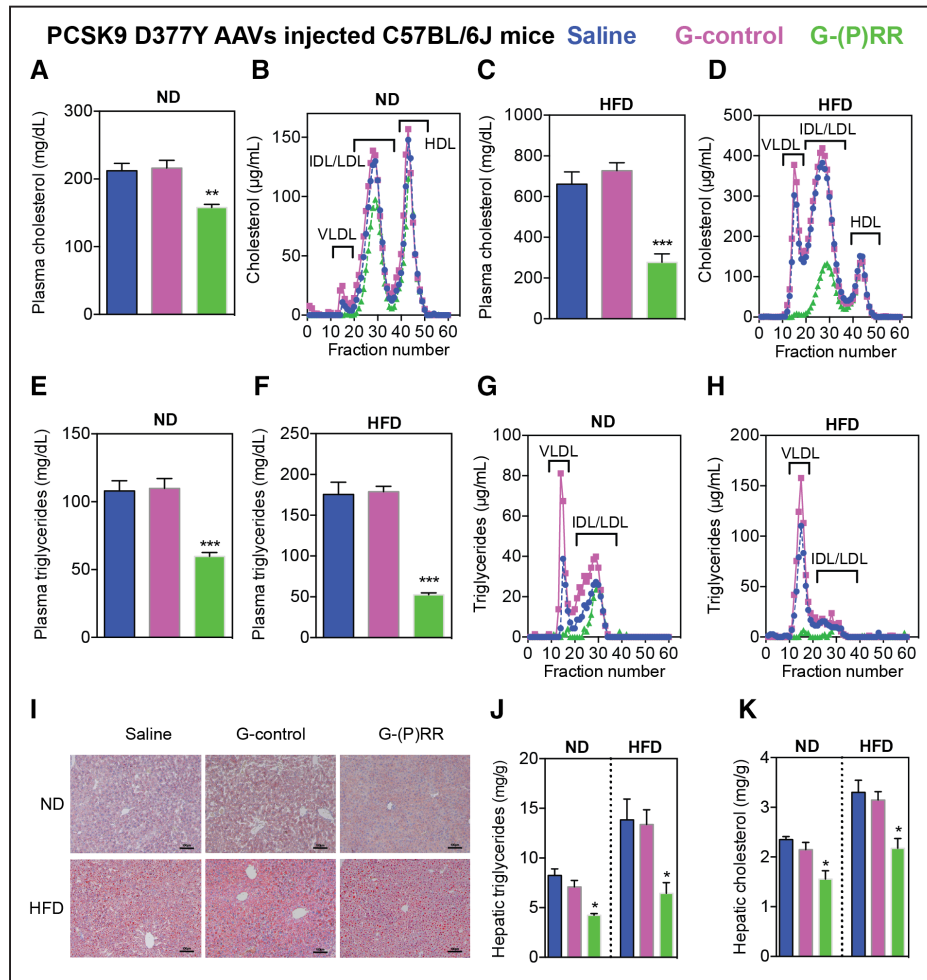 PCSK9 D377Y AAVs injected C57BL/6J mice Saline G-control G-(P)RR
A
ND
Plasma cholesterol (mg/dL)
300
200
100
0
**
B
ND
Cholesterol (µg/mL)
150
100
50
0
IDL/LDL
HDL
VLDL
0 10 20 30 40 50 60
Fraction number
C
HFD
Plasma cholesterol (mg/dL)
1000
800
600
400
200
0
***
D
HFD
Cholesterol (µg/mL)
500
400
300
200
100
0
VLDL
IDL/LDL
HDL
0 10 20 30 40 50 60
Fraction number
E
ND
Plasma triglycerides (mg/dL)
150
100
50
0
***
F
HFD
Plasma triglycerides (mg/dL)
250
200
150
100
50
0
***
G
ND
Triglycerides (µg/mL)
100
80
60
40
20
0
VLDL
IDL/LDL
0 10 20 30 40 50 60
Fraction number
H
HFD
Triglycerides (µg/mL)
200
150
100
50
0
VLDL
IDL/LDL
0 10 20 30 40 50 60
Fraction number
I
Saline G-control G-(P)RR
ND
HFD
J
ND HFD
Hepatic triglycerides (mg/g)
20
15
10
5
0
*
*
K
ND HFD
Hepatic cholesterol (mg/g)
4
3
2
1
0
*
*